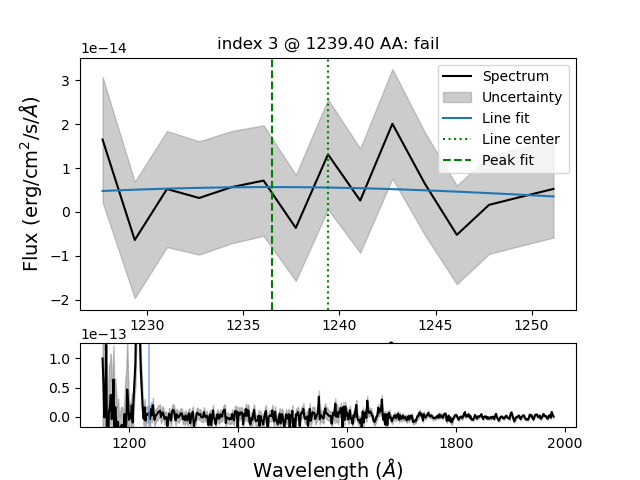 index 3 @ 1239.40 AA: fail
1e−14
Flux (erg/cm²/s/Å)
3
2
1
0
−1
−2
Spectrum
Uncertainty
Line fit
Line center
Peak fit
1230
1235
1240
1245
1250
1e−13
1.0
0.5
0.0
1200
1400
1600
1800
2000
Wavelength (Å)